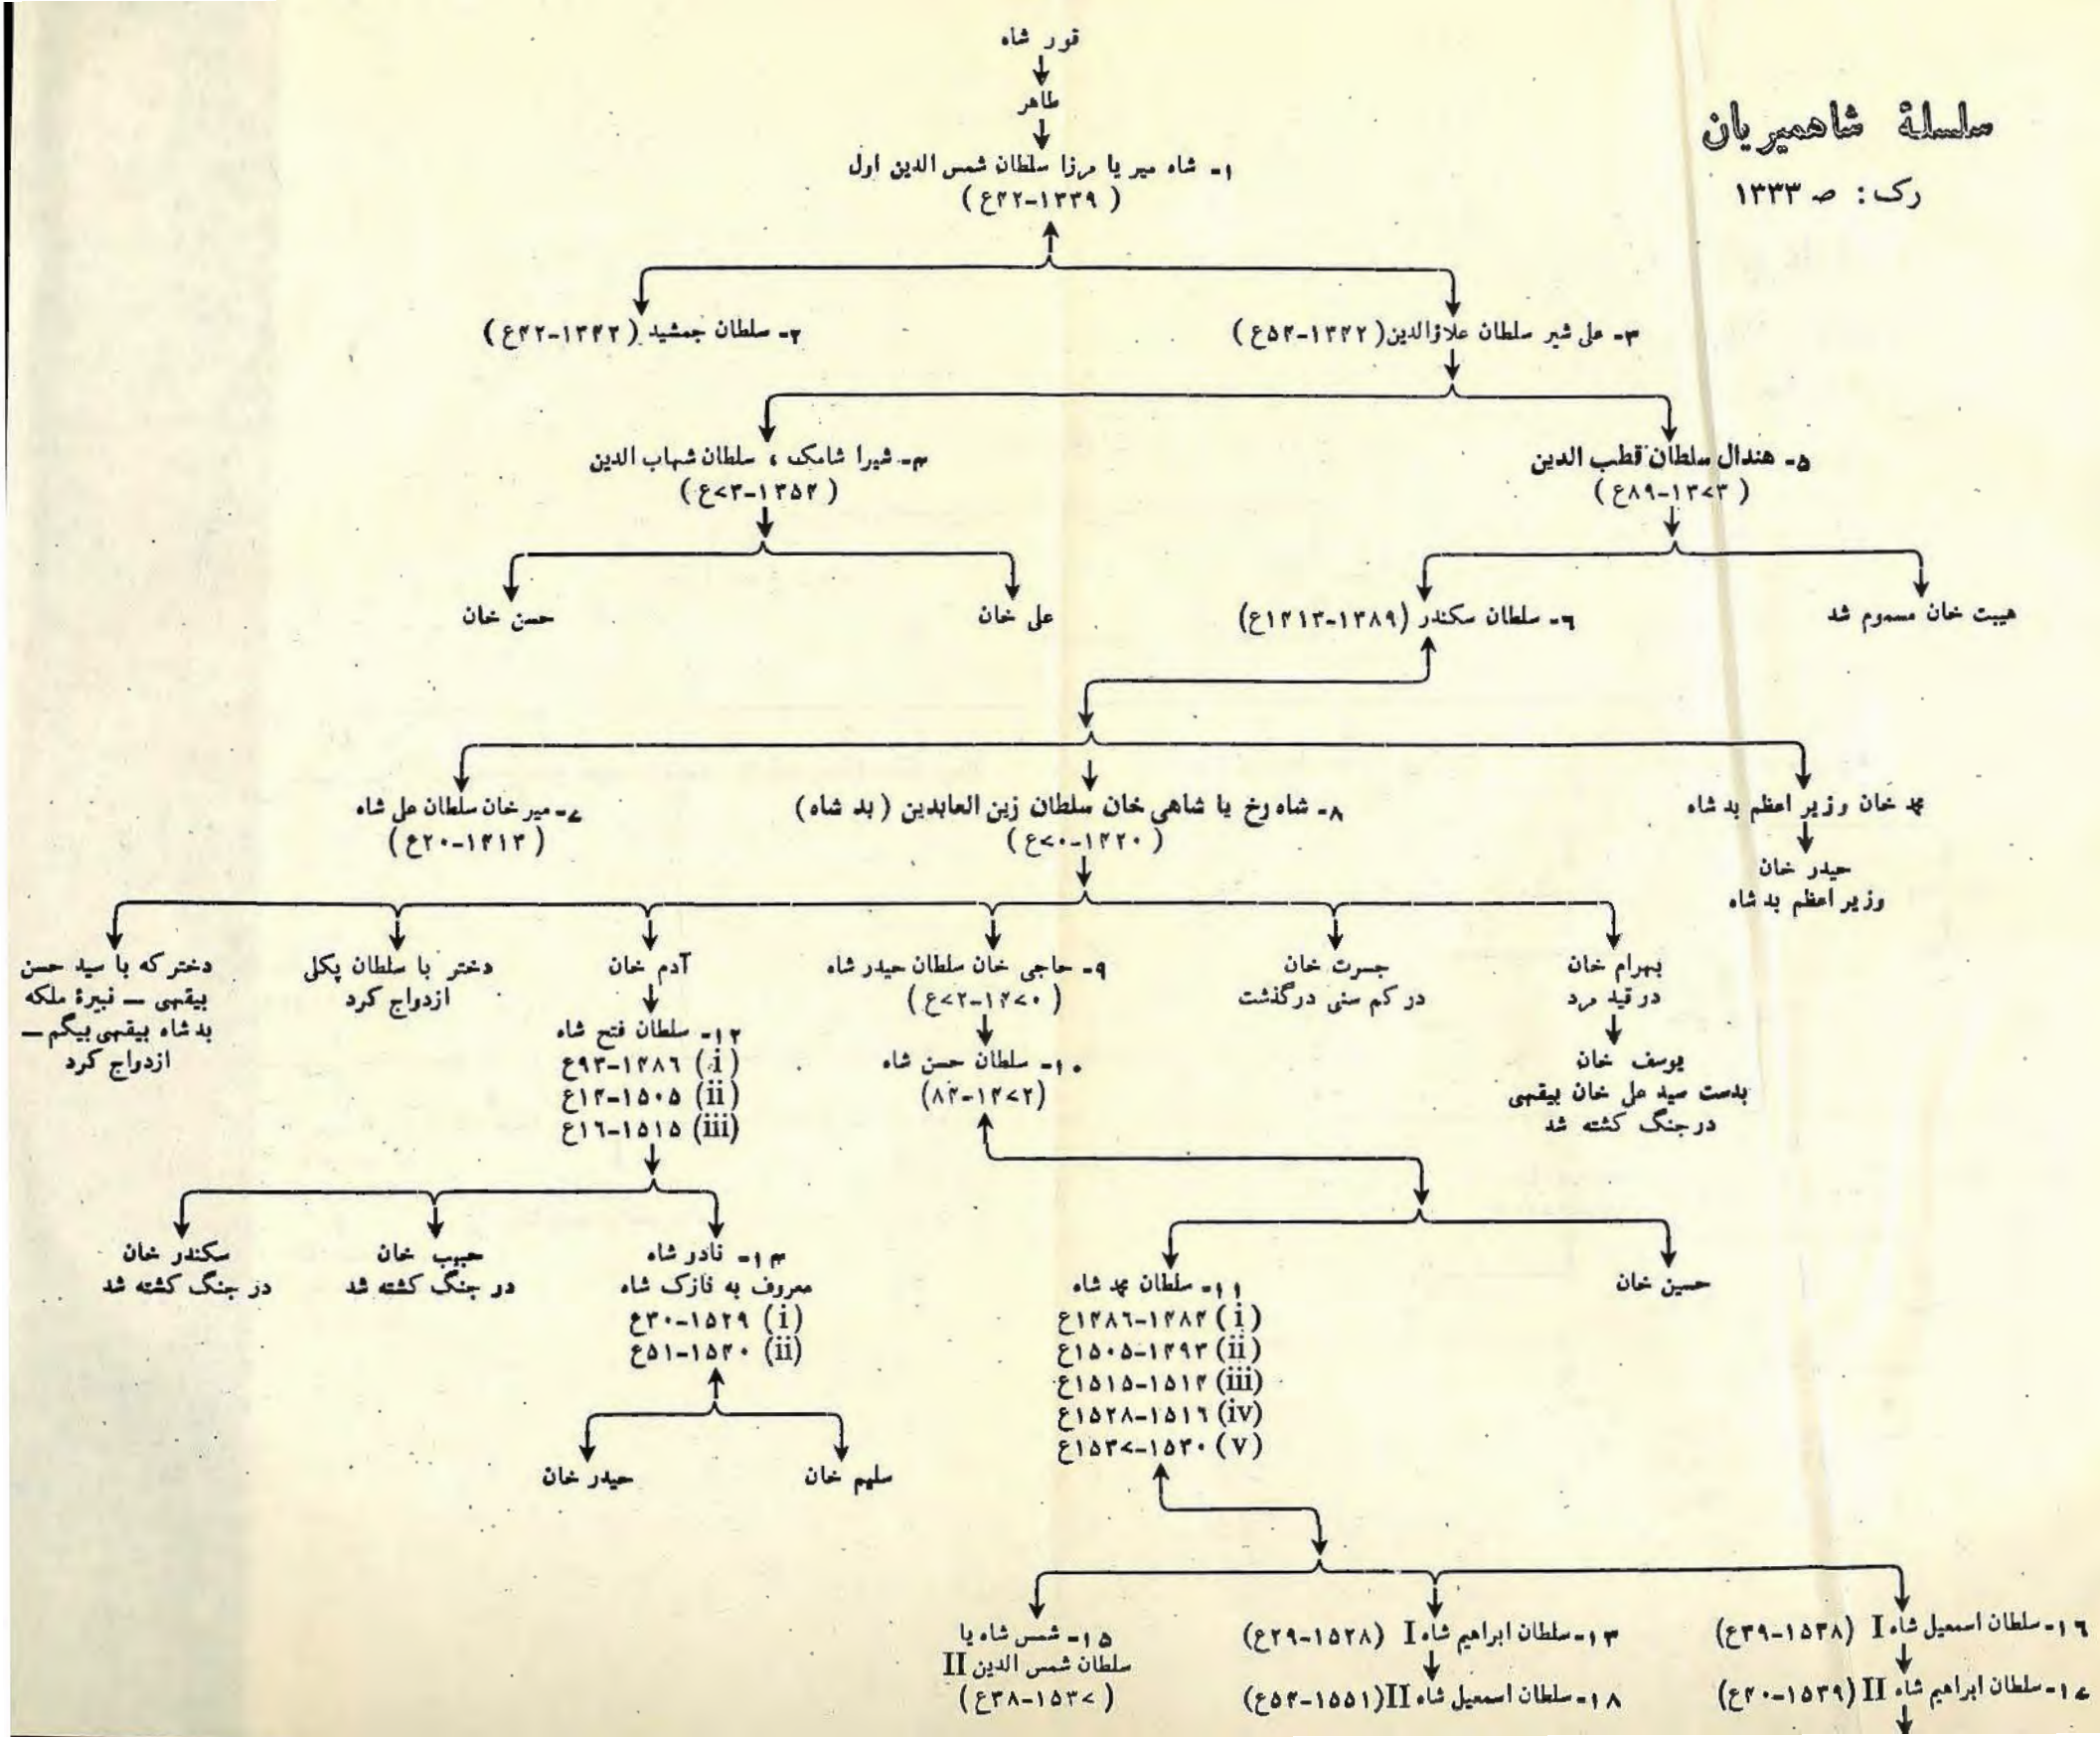 سلسلۀ شاهمیریان
رک : ص ۱۳۳۳
قور شاه
طاهر
۱- شاه میر یا مرزا سلطان شمس الدین اول
( ۱۳۳۹-۴۲ع )
۲- سلطان جمشید ( ۱۳۴۲-۴۲ع )
۳- علی شیر سلطان علاؤالدین ( ۱۳۴۲-۵۴ع )
۴- شیرا شامک ، سلطان شهاب الدین
( ۱۳۵۴-۷۳ع )
۵- هندال سلطان قطب الدین
( ۱۳۷۳-۸۹ع )
حسن خان
علی خان
۶- سلطان سکندر (۱۳۸۹-۱۴۱۳ع)
هیبت خان مسموم شد
۷- میر خان سلطان علی شاه
( ۱۴۱۳-۲۰ع )
۸- شاه رخ یا شاهی خان سلطان زین العابدین ( بد شاه )
( ۱۴۲۰-۷۰ع )
محمد خان وزیر اعظم بد شاه
حیدر خان
وزیر اعظم بد شاه
دختر که با سید حسن
بیقهی — نبیرۀ ملکه
بد شاه بیقهی بیگم —
ازدواج کرد
دختر با سلطان پکلی
ازدواج کرد
آدم خان
۱۲- سلطان فتح شاه
(i) ۱۴۸۶-۹۳ع
(ii) ۱۵۰۵-۱۴ع
(iii) ۱۵۱۵-۱۶ع
۹- حاجی خان سلطان حیدر شاه
( ۱۴۷۰-۷۲ع )
۱۰- سلطان حسن شاه
(۱۴۷۲-۸۴)
جسرت خان
در کم سنی درگذشت
بهرام خان
در قید مرد
یوسف خان
بدست سید علی خان بیقهی
در جنگ کشته شد
سکندر خان
در جنگ کشته شد
حبیب خان
در جنگ کشته شد
۱۴- نادر شاه
معروف به نازک شاه
(i) ۱۵۲۹-۳۰ع
(ii) ۱۵۴۰-۵۱ع
۱۱- سلطان محمد شاه
(i) ۱۴۸۴-۱۴۸۶ع
(ii) ۱۴۹۳-۱۵۰۵ع
(iii) ۱۵۱۴-۱۵۱۵ع
(iv) ۱۵۱۶-۱۵۲۸ع
(v) ۱۵۳۰-۱۵۳۷ع
حسین خان
حیدر خان
سلیم خان
۱۵- شمس شاه یا
سلطان شمس الدین II
( ۱۵۳۷-۳۸ع )
۱۳- سلطان ابراهیم شاه I (۱۵۲۸-۲۹ع)
۱۸- سلطان اسمعیل شاه II (۱۵۵۱-۵۴ع)
۱۶- سلطان اسمعیل شاه I (۱۵۳۸-۳۹ع)
۱۷- سلطان ابراهیم شاه II (۱۵۳۹-۴۰ع)